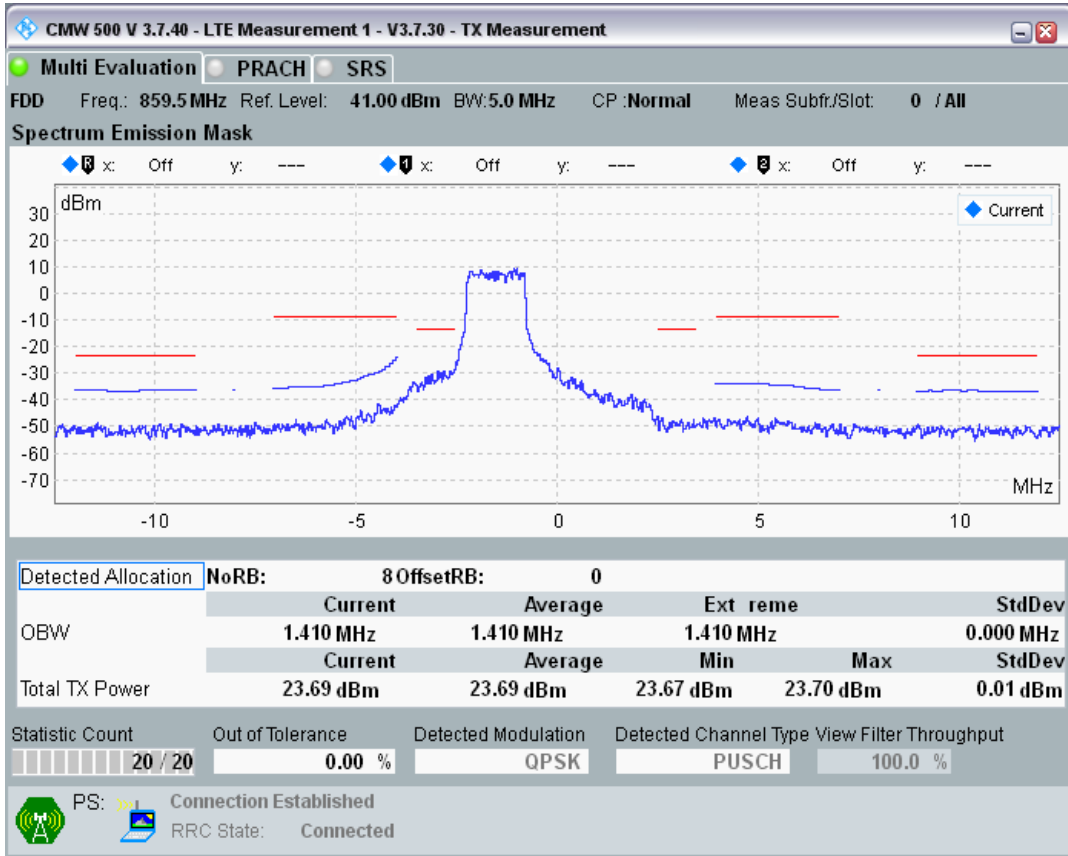 CMW 500 V 3.7.40 - LTE Measurement 1 - V3.7.30 - TX Measurement
Multi Evaluation PRACH SRS
FDD Freq.: 859.5 MHz Ref. Level: 41.00 dBm BW: 5.0 MHz CP : Normal Meas Subfr./Slot: 0 / All
Spectrum Emission Mask
R x: Off y: --- 1 x: Off y: --- 2 x: Off y: ---
dBm
Current
30
20
10
0
-10
-20
-30
-40
-50
-60
-70
MHz
-10 -5 0 5 10
Detected Allocation NoRB: 8 OffsetRB: 0
Current Average Ext reme StdDev
OBW 1.410 MHz 1.410 MHz 1.410 MHz 0.000 MHz
Current Average Min Max StdDev
Total TX Power 23.69 dBm 23.69 dBm 23.67 dBm 23.70 dBm 0.01 dBm
Statistic Count Out of Tolerance Detected Modulation Detected Channel Type View Filter Throughput
20 / 20 0.00 % QPSK PUSCH 100.0 %
PS: Connection Established
RRC State: Connected